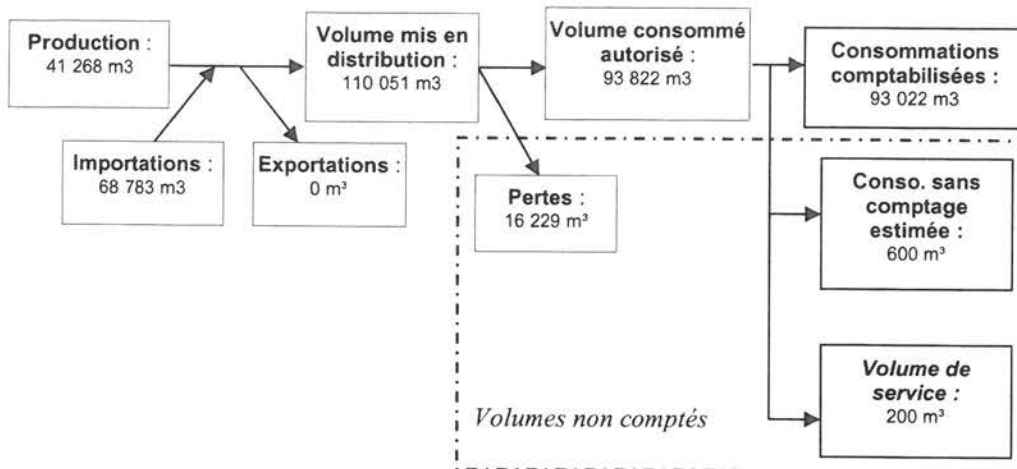 Production :
41 268 m3
Volume mis en
distribution :
110 051 m3
Volume consommé
autorisé :
93 822 m3
Consommations
comptabilisées :
93 022 m3
Importations :
68 783 m3
Exportations :
0 m³
Pertes :
16 229 m³
Conso. sans
comptage
estimée :
600 m³
Volume de
service :
200 m³
Volumes non comptés